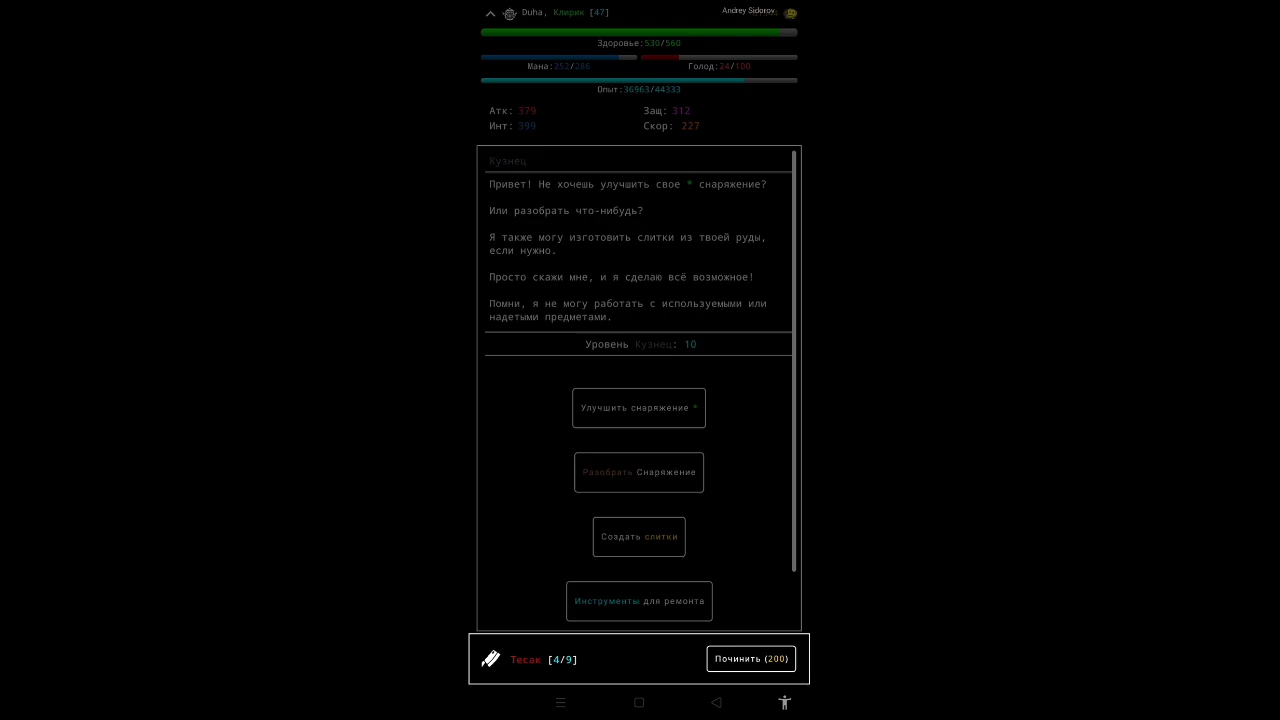 Duha, Клирик [47]
Andrey Sidorov
Здоровье:530/560
Мана:252/286 Голод:24/100
Опыт:36963/44333
Атк: 379 Защ: 312
Инт: 399 Скор: 227
Кузнец
Привет! Не хочешь улучшить свое * снаряжение?
Или разобрать что-нибудь?
Я также могу изготовить слитки из твоей руды,
если нужно.
Просто скажи мне, и я сделаю всё возможное!
Помни, я не могу работать с используемыми или
надетыми предметами.
Уровень Кузнец: 10
Улучшить снаряжение *
Разобрать Снаряжение
Создать слитки
Инструменты для ремонта
Тесак [4/9] Починить (200)